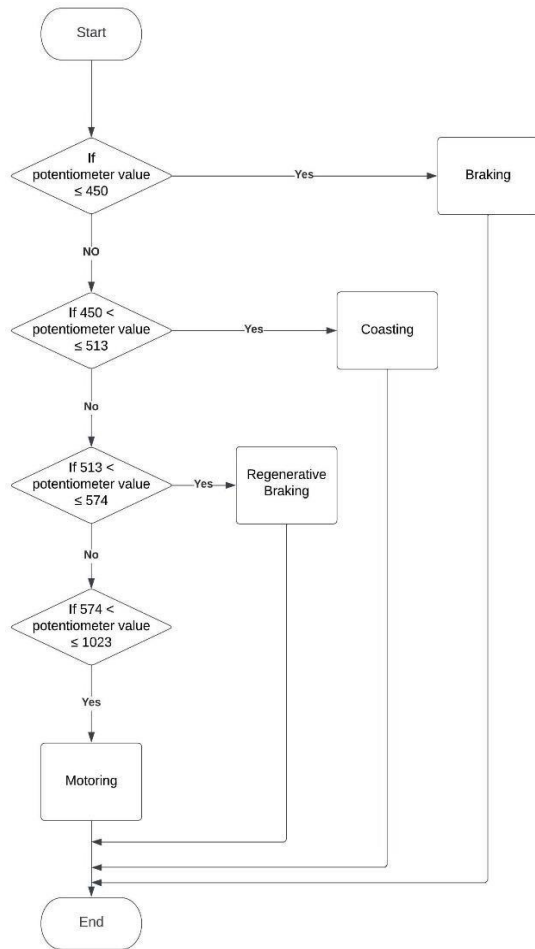 Start
If
potentiometer value
≤ 450
Yes
Braking
NO
If 450 <
potentiometer value
≤ 513
Yes
Coasting
No
If 513 <
potentiometer value
≤ 574
Yes
Regenerative
Braking
No
If 574 <
potentiometer value
≤ 1023
Yes
Motoring
End